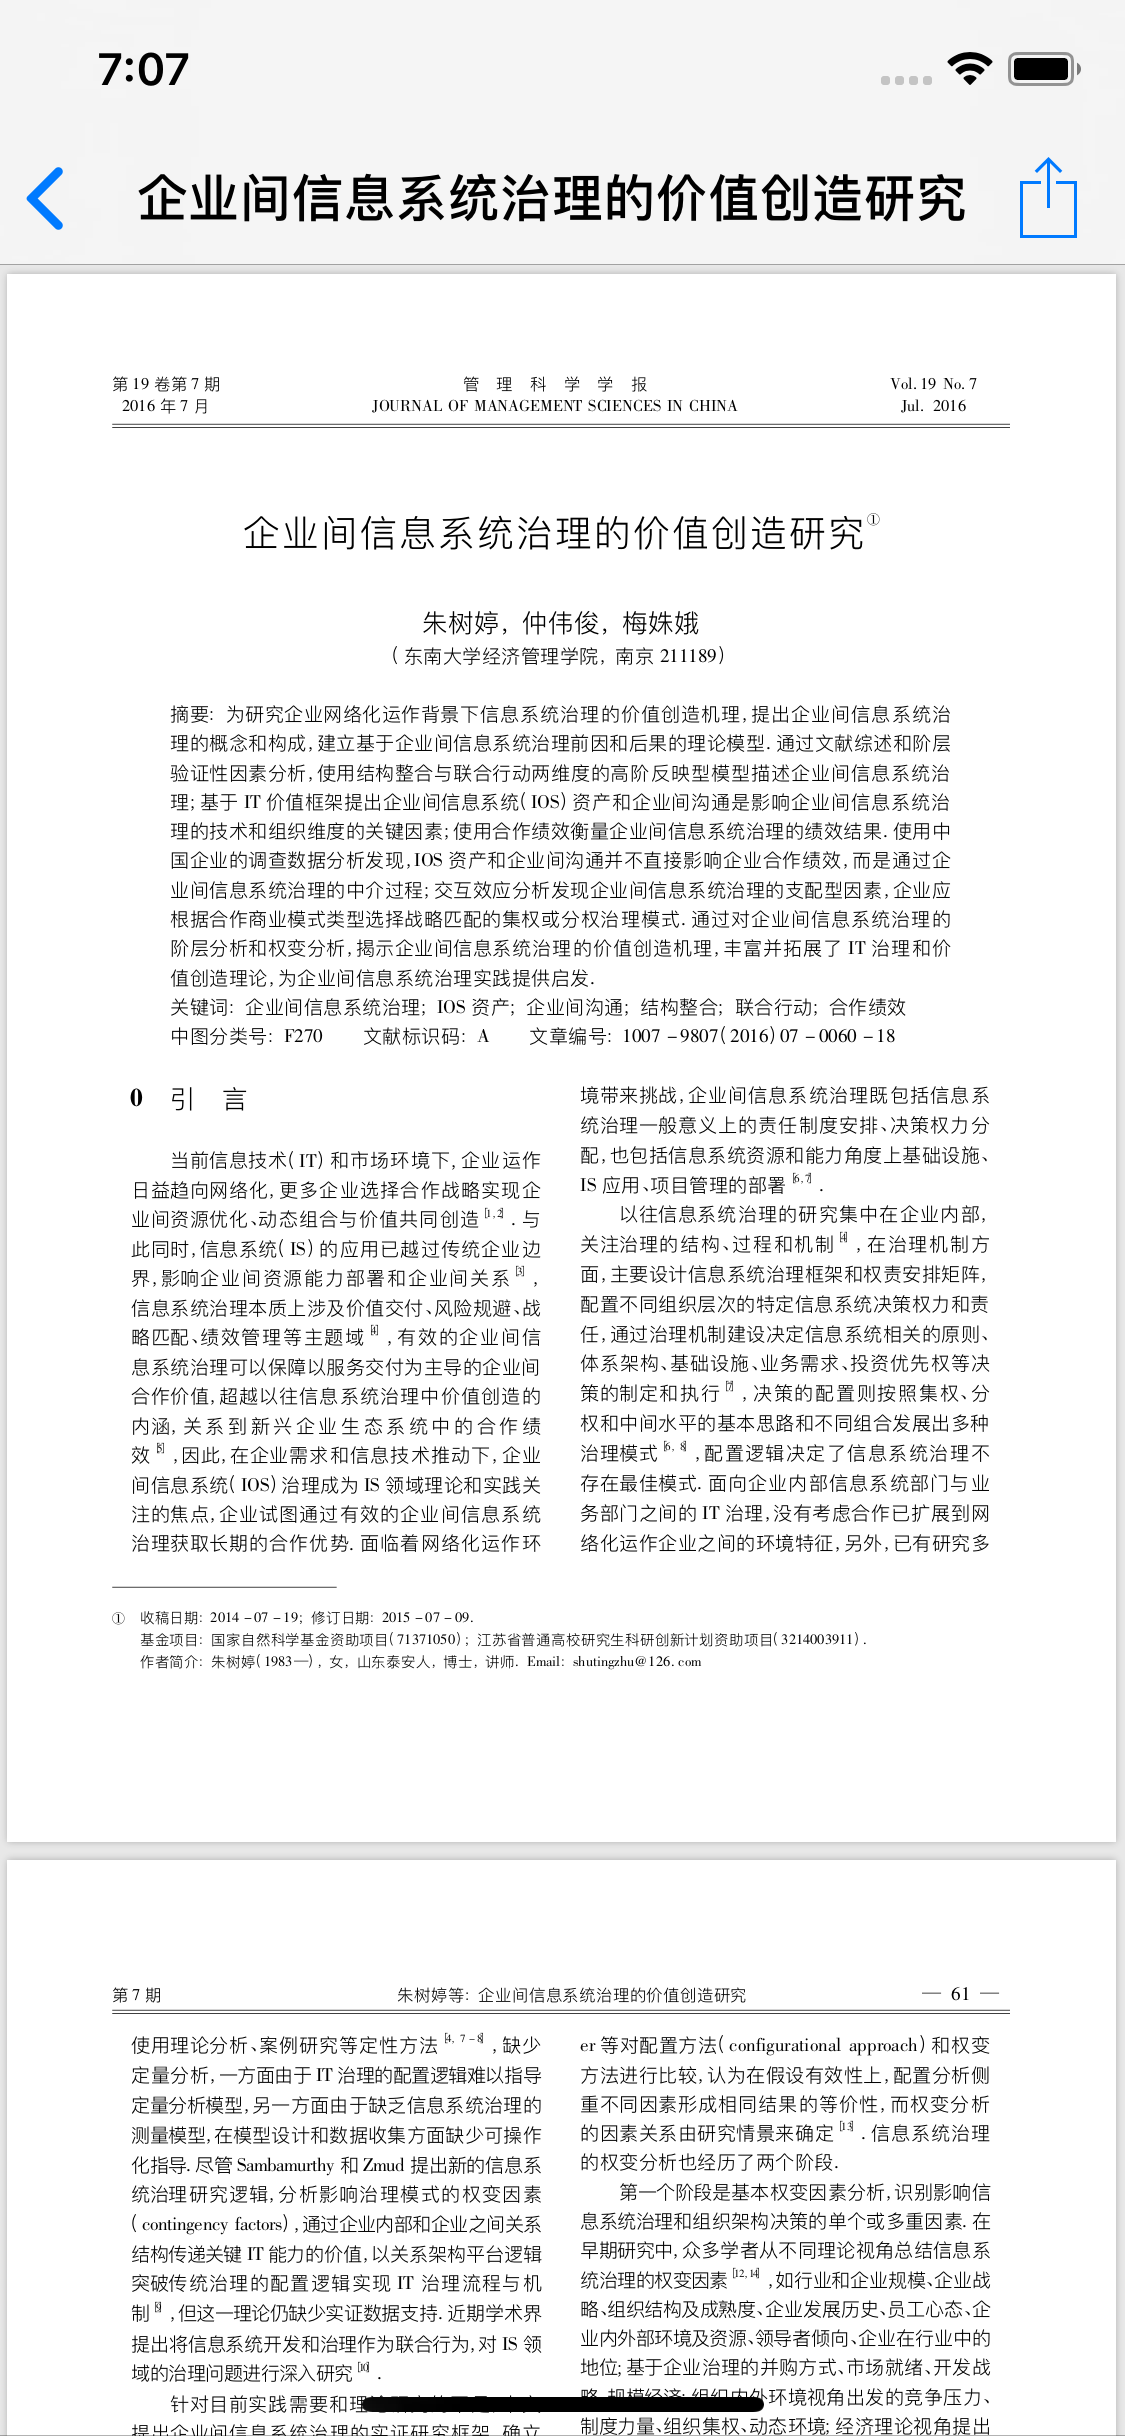 7:07
企业间信息系统治理的价值创造研究
第 19 卷第 7 期
管 理 科 学 学 报
Vol. 19 No. 7
2016 年 7 月
JOURNAL OF MANAGEMENT SCIENCES IN CHINA
Jul. 2016
企业间信息系统治理的价值创造研究①
朱树婷, 仲伟俊, 梅姝娥
( 东南大学经济管理学院, 南京 211189)
摘要: 为研究企业网络化运作背景下信息系统治理的价值创造机理,提出企业间信息系统治
理的概念和构成,建立基于企业间信息系统治理前因和后果的理论模型. 通过文献综述和阶层
验证性因素分析,使用结构整合与联合行动两维度的高阶反映型模型描述企业间信息系统治
理; 基于 IT 价值框架提出企业间信息系统( IOS) 资产和企业间沟通是影响企业间信息系统治
理的技术和组织维度的关键因素; 使用合作绩效衡量企业间信息系统治理的绩效结果. 使用中
国企业的调查数据分析发现,IOS 资产和企业间沟通并不直接影响企业合作绩效,而是通过企
业间信息系统治理的中介过程; 交互效应分析发现企业间信息系统治理的支配型因素,企业应
根据合作商业模式类型选择战略匹配的集权或分权治理模式. 通过对企业间信息系统治理的
阶层分析和权变分析,揭示企业间信息系统治理的价值创造机理,丰富并拓展了 IT 治理和价
值创造理论,为企业间信息系统治理实践提供启发.
关键词: 企业间信息系统治理; IOS 资产; 企业间沟通; 结构整合; 联合行动; 合作绩效
中图分类号: F270 文献标识码: A 文章编号: 1007 - 9807( 2016) 07 - 0060 - 18
0 引 言
当前信息技术( IT) 和市场环境下,企业运作
日益趋向网络化,更多企业选择合作战略实现企
业间资源优化、动态组合与价值共同创造[1,2]. 与
此同时,信息系统( IS) 的应用已越过传统企业边
界,影响企业间资源能力部署和企业间关系[3],
信息系统治理本质上涉及价值交付、风险规避、战
略匹配、绩效管理等主题域[4],有效的企业间信
息系统治理可以保障以服务交付为主导的企业间
合作价值,超越以往信息系统治理中价值创造的
内涵,关系到新兴企业生态系统中的合作绩
效[5],因此,在企业需求和信息技术推动下,企业
间信息系统( IOS) 治理成为 IS 领域理论和实践关
注的焦点,企业试图通过有效的企业间信息系统
治理获取长期的合作优势. 面临着网络化运作环
境带来挑战,企业间信息系统治理既包括信息系
统治理一般意义上的责任制度安排、决策权力分
配,也包括信息系统资源和能力角度上基础设施、
IS 应用、项目管理的部署[6,7].
以往信息系统治理的研究集中在企业内部,
关注治理的结构、过程和机制[4],在治理机制方
面,主要设计信息系统治理框架和权责安排矩阵,
配置不同组织层次的特定信息系统决策权力和责
任,通过治理机制建设决定信息系统相关的原则、
体系架构、基础设施、业务需求、投资优先权等决
策的制定和执行[7],决策的配置则按照集权、分
权和中间水平的基本思路和不同组合发展出多种
治理模式[6, 8],配置逻辑决定了信息系统治理不
存在最佳模式. 面向企业内部信息系统部门与业
务部门之间的 IT 治理,没有考虑合作已扩展到网
络化运作企业之间的环境特征,另外,已有研究多
① 收稿日期: 2014 - 07 - 19; 修订日期: 2015 - 07 - 09.
基金项目: 国家自然科学基金资助项目( 71371050) ; 江苏省普通高校研究生科研创新计划资助项目( 3214003911) .
作者简介: 朱树婷( 1983—) , 女, 山东泰安人, 博士, 讲师. Email: shutingzhu@126. com
第 7 期
朱树婷等: 企业间信息系统治理的价值创造研究
— 61 —
使用理论分析、案例研究等定性方法[4, 7-8],缺少
定量分析,一方面由于 IT 治理的配置逻辑难以指导
定量分析模型,另一方面由于缺乏信息系统治理的
测量模型,在模型设计和数据收集方面缺少可操作
化指导. 尽管 Sambamurthy 和 Zmud 提出新的信息系
统治理研究逻辑,分析影响治理模式的权变因素
( contingency factors) ,通过企业内部和企业之间关系
结构传递关键 IT 能力的价值,以关系架构平台逻辑
突破传统治理的配置逻辑实现 IT 治理流程与机
制[9],但这一理论仍缺少实证数据支持. 近期学术界
提出将信息系统开发和治理作为联合行为,对 IS 领
域的治理问题进行深入研究[10].
针对目前实践需要和理
提出企业间信息系统治理的实证研究框架,确立
er 等对配置方法( configurational approach) 和权变
方法进行比较,认为在假设有效性上,配置分析侧
重不同因素形成相同结果的等价性,而权变分析
的因素关系由研究情景来确定[13]. 信息系统治理
的权变分析也经历了两个阶段.
第一个阶段是基本权变因素分析,识别影响信
息系统治理和组织架构决策的单个或多重因素. 在
早期研究中,众多学者从不同理论视角总结信息系
统治理的权变因素[12,14],如行业和企业规模、企业战
略、组织结构及成熟度、企业发展历史、员工心态、企
业内外部环境及资源、领导者倾向、企业在行业中的
地位; 基于企业治理的并购方式、市场就绪、开发战
略、规模经济; 组织内外环境视角出发的竞争压力、
制度力量、组织集权、动态环境; 经济理论视角提出